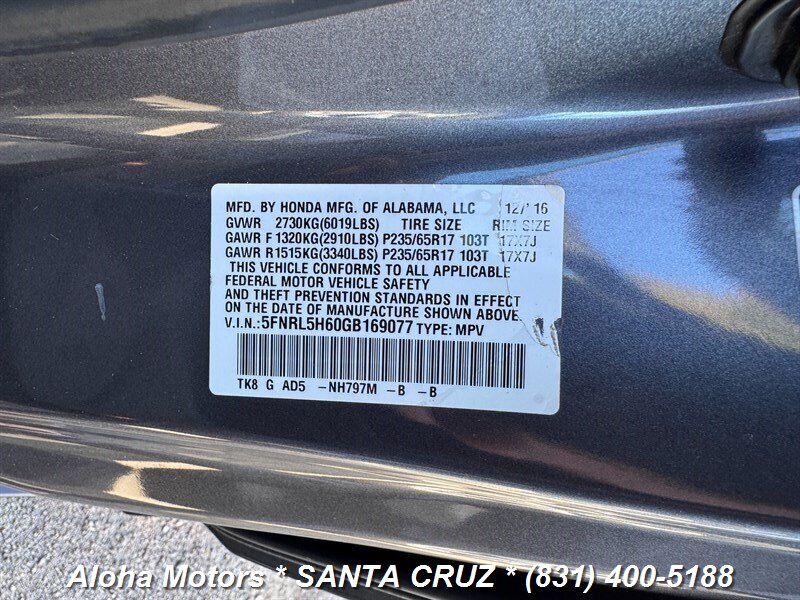 MFD. BY HONDA MFG. OF ALABAMA, LLC 12/'16
GVWR 2730KG(6019LBS) TIRE SIZE RIM SIZE
GAWR F 1320KG(2910LBS) P235/65R17 103T 17X7J
GAWR R 1515KG(3340LBS) P235/65R17 103T 17X7J
THIS VEHICLE CONFORMS TO ALL APPLICABLE
FEDERAL MOTOR VEHICLE SAFETY
AND THEFT PREVENTION STANDARDS IN EFFECT
ON THE DATE OF MANUFACTURE SHOWN ABOVE.
V.I.N.:5FNRL5H60GB169077 TYPE: MPV
TK8 G AD5 -NH797M -B -B
Aloha Motors * SANTA CRUZ * (831) 400-5188